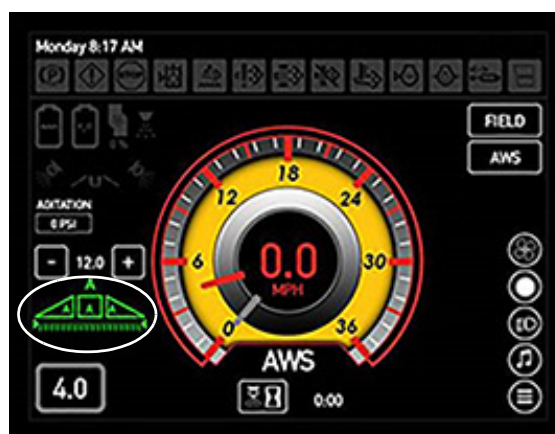 Monday 8:17 AM
(P) STOP
FIELD
AWS
AGITATION
0 PSI
- 12.0 +
A
A A A
0 6 12 18 24 30 36
0.0
MPH
AWS
4.0
0:00